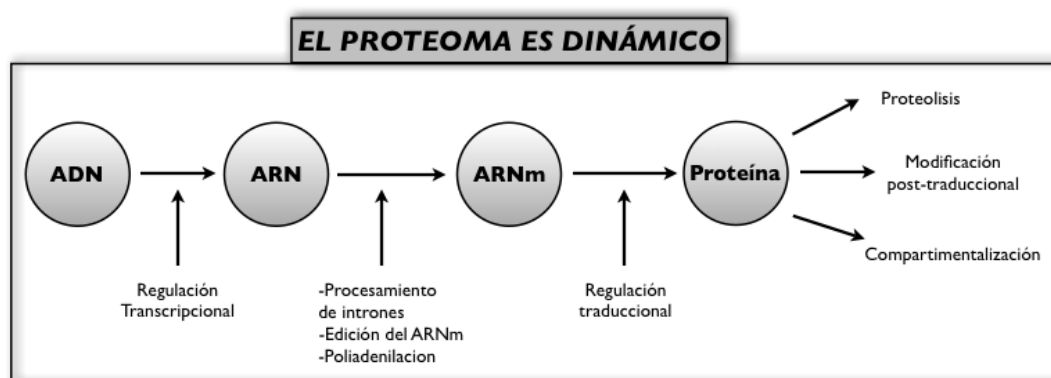 EL PROTEOMA ES DINÁMICO
ADN
ARN
ARNm
Proteína
Proteolisis
Modificación
post-traduccional
Compartimentalización
Regulación
Transcripcional
-Procesamiento
de intrones
-Edición del ARNm
-Poliadenilacion
Regulación
traduccional